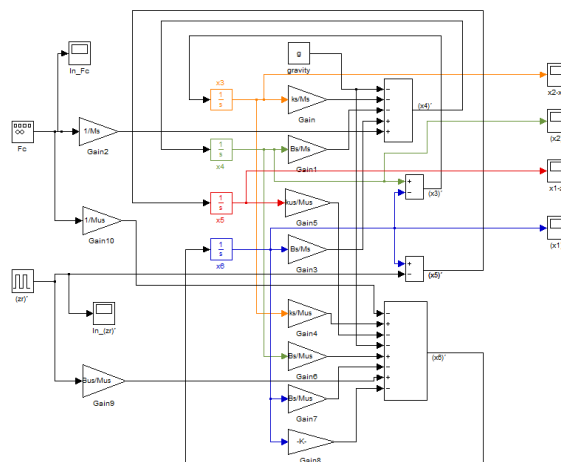 In_Fc
g
gravity
x3
1
s
ks/Ms
Gain
(x4)'
x2-x
Fc
1/Ms
Gain2
x4
1
s
Bs/Ms
Gain1
(x2)
(x3)'
x5
1
s
kus/Mus
Gain5
x1-z
1/Mus
Gain10
x6
1
s
Bs/Ms
Gain3
(x1
(x5)'
(zr)'
In_(zr)'
ks/Mus
Gain4
(x6)'
Bs/Mus
Gain6
Bus/Mus
Gain9
Bs/Mus
Gain7
-K-
Gain8